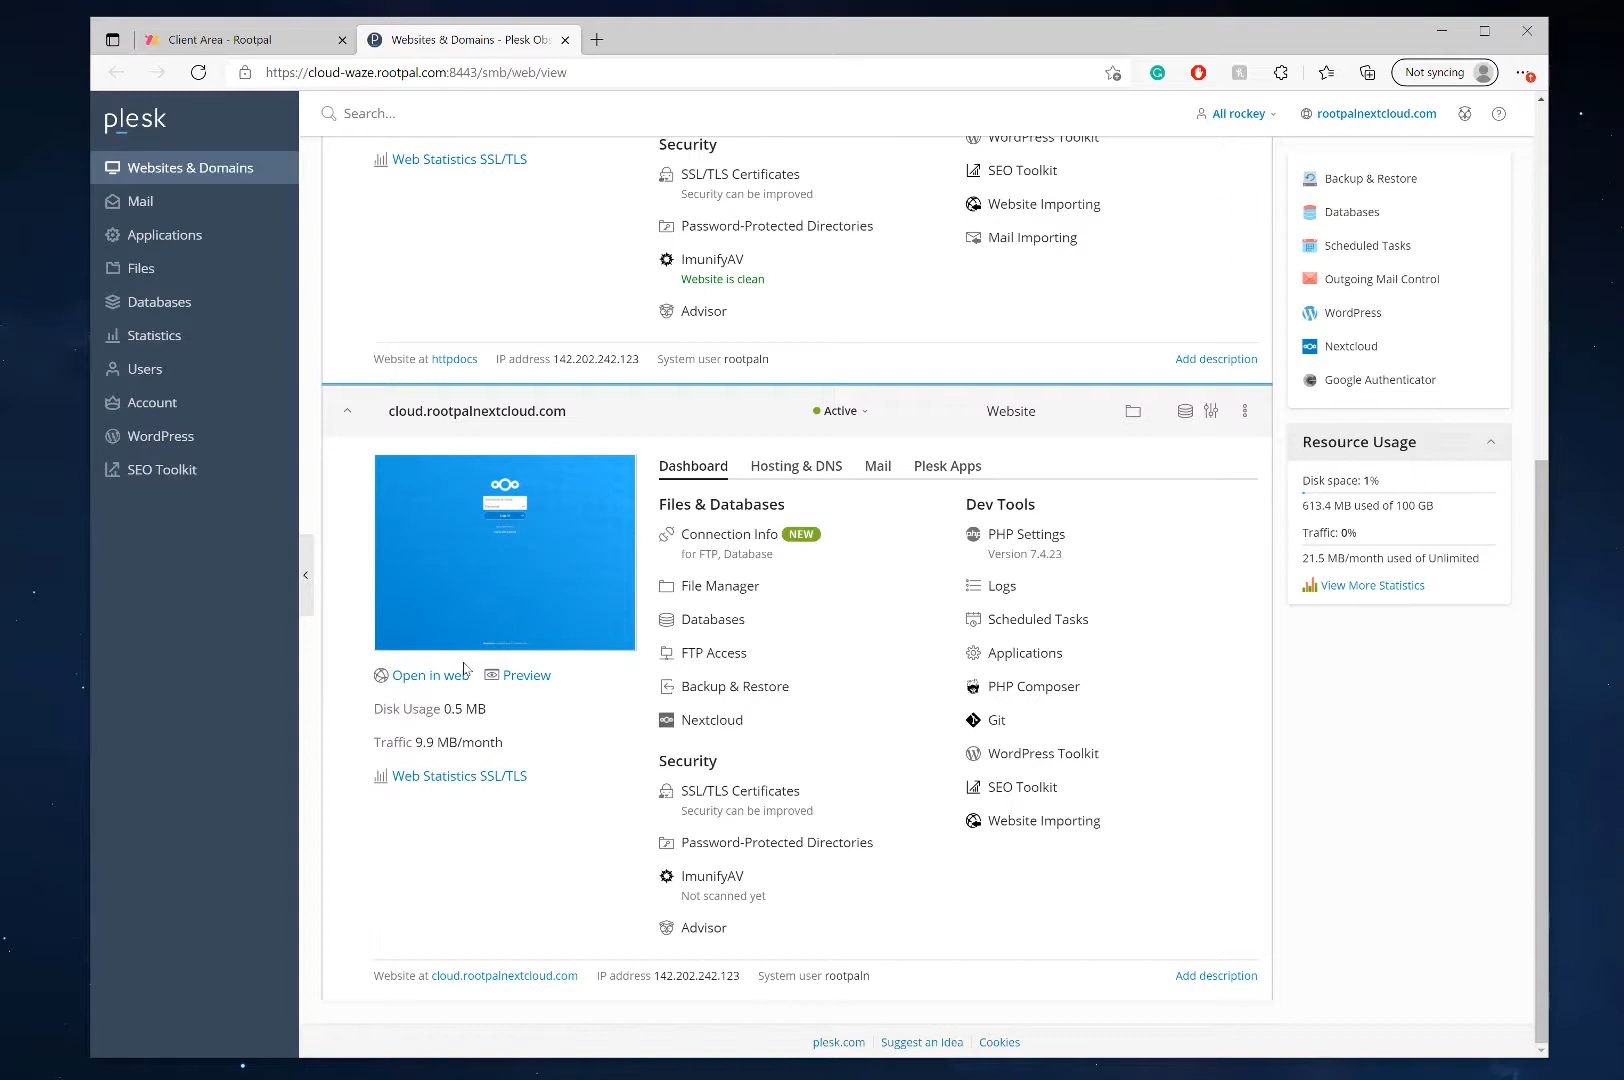 Client Area - Rootpal
Websites & Domains - Plesk Obs
https://cloud-waze.rootpal.com:8443/smb/web/view
Not syncing
plesk
Search...
All rockey
rootpalnextcloud.com
Websites & Domains
Mail
Applications
Files
Databases
Statistics
Users
Account
WordPress
SEO Toolkit
Web Statistics SSL/TLS
Security
SSL/TLS Certificates
Security can be improved
Password-Protected Directories
ImunifyAV
Website is clean
Advisor
WordPress Toolkit
SEO Toolkit
Website Importing
Mail Importing
Website at httpdocs
IP address 142.202.242.123
System user rootpaln
Add description
cloud.rootpalnextcloud.com
Active
Website
Open in web
Preview
Disk Usage 0.5 MB
Traffic 9.9 MB/month
Web Statistics SSL/TLS
Dashboard
Hosting & DNS
Mail
Plesk Apps
Files & Databases
Connection Info NEW
for FTP, Database
File Manager
Databases
FTP Access
Backup & Restore
Nextcloud
Security
SSL/TLS Certificates
Security can be improved
Password-Protected Directories
ImunifyAV
Not scanned yet
Advisor
Dev Tools
PHP Settings
Version 7.4.23
Logs
Scheduled Tasks
Applications
PHP Composer
Git
WordPress Toolkit
SEO Toolkit
Website Importing
Website at cloud.rootpalnextcloud.com
IP address 142.202.242.123
System user rootpaln
Add description
Backup & Restore
Databases
Scheduled Tasks
Outgoing Mail Control
WordPress
Nextcloud
Google Authenticator
Resource Usage
Disk space: 1%
613.4 MB used of 100 GB
Traffic: 0%
21.5 MB/month used of Unlimited
View More Statistics
plesk.com
Suggest an Idea
Cookies